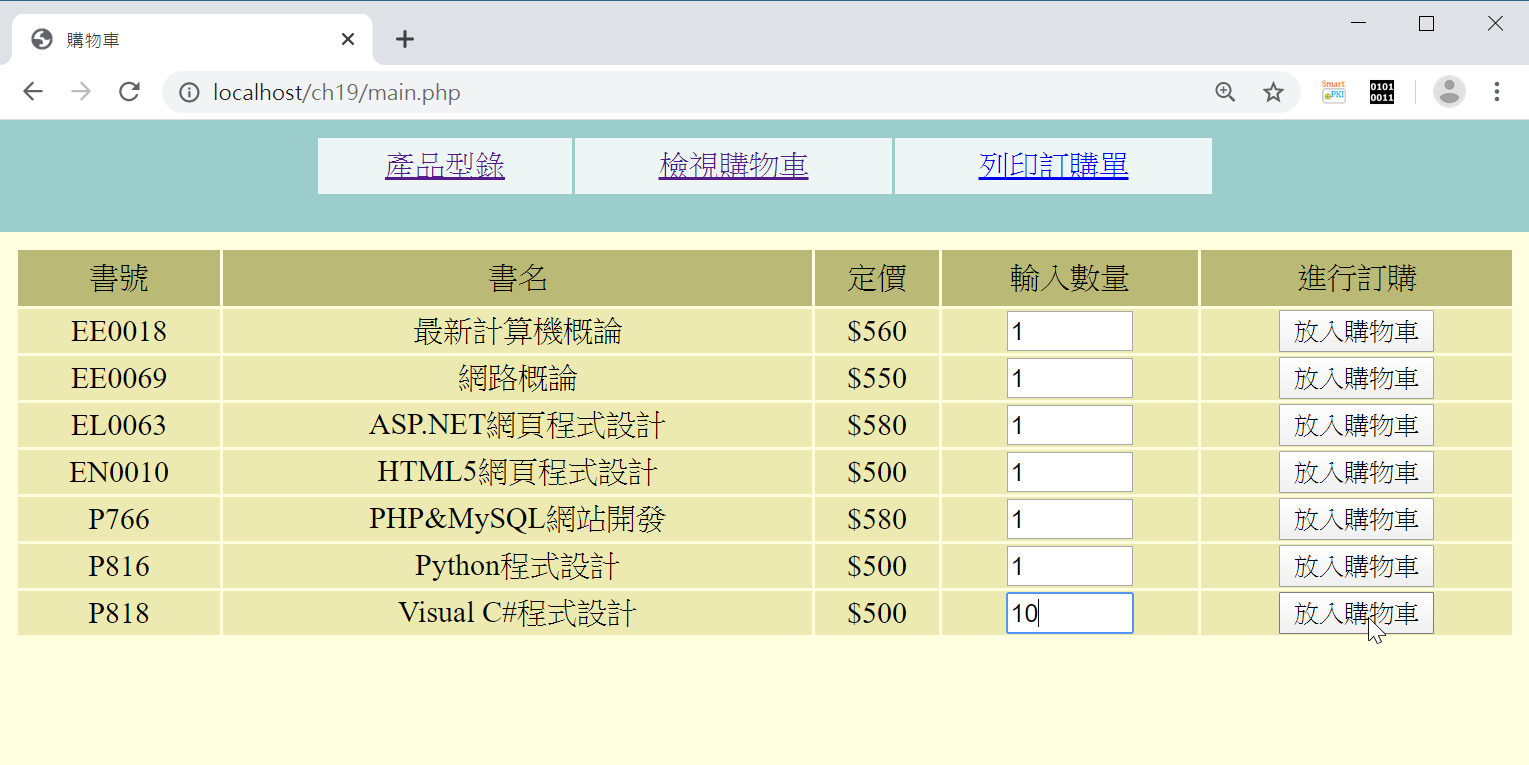 購物車
localhost/ch19/main.php
Smart
PKI
0101
0011
產品型錄 檢視購物車 列印訂購單
書號 書名 定價 輸入數量 進行訂購
EE0018 最新計算機概論 $560 1 放入購物車
EE0069 網路概論 $550 1 放入購物車
EL0063 ASP.NET網頁程式設計 $580 1 放入購物車
EN0010 HTML5網頁程式設計 $500 1 放入購物車
P766 PHP&MySQL網站開發 $580 1 放入購物車
P816 Python程式設計 $500 1 放入購物車
P818 Visual C#程式設計 $500 10 放入購物車